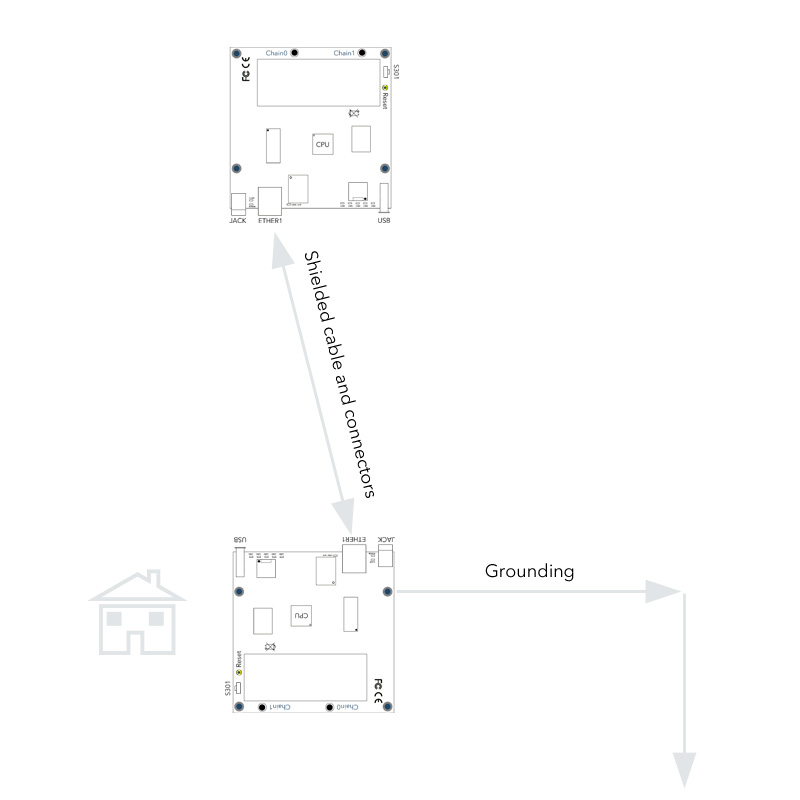 Chain0 Chain1
FC CE
S301
Reset
CPU
JACK ETHER1 USB
Shielded cable and connectors
USB ETHER1 JACK
Grounding
CPU
Reset
S301
FC CE
Chain1 Chain0